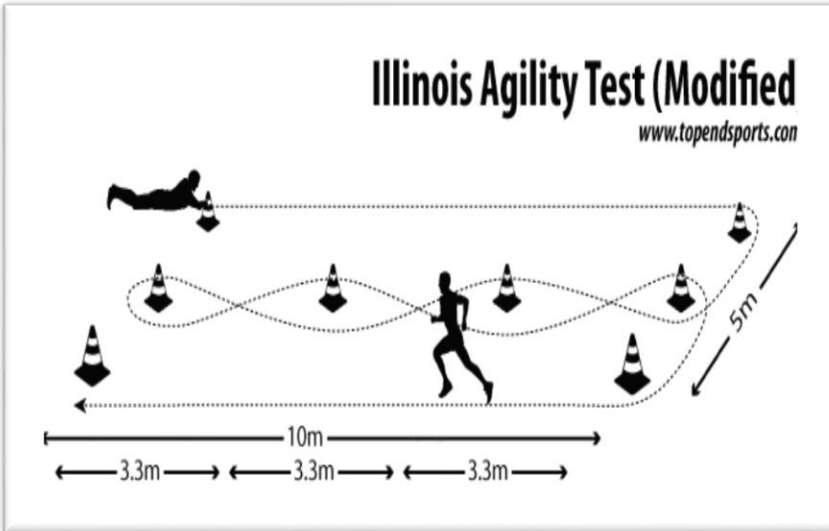 Illinois Agility Test (Modified
www.topendsports.con
5m
10m
3.3m 3.3m 3.3m